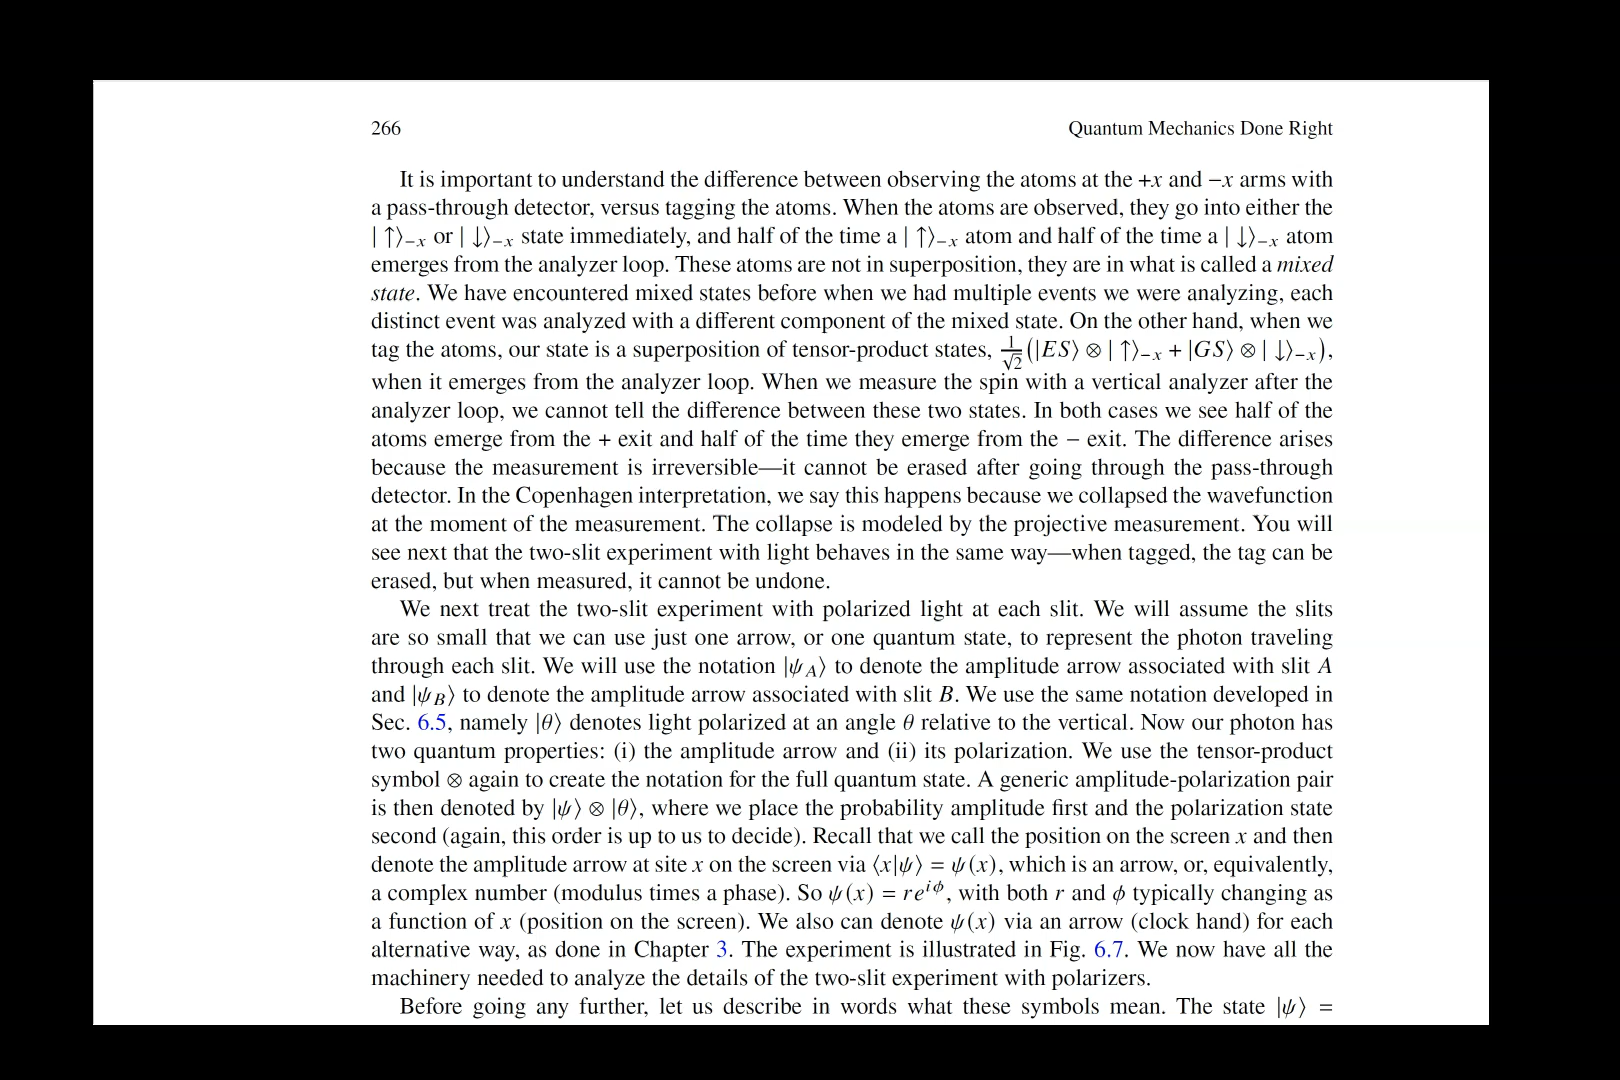 266 Quantum Mechanics Done Right
It is important to understand the difference between observing the atoms at the +x and −x arms with
a pass-through detector, versus tagging the atoms. When the atoms are observed, they go into either the
| ↑⟩₋ₓ or | ↓⟩₋ₓ state immediately, and half of the time a | ↑⟩₋ₓ atom and half of the time a | ↓⟩₋ₓ atom
emerges from the analyzer loop. These atoms are not in superposition, they are in what is called a mixed
state. We have encountered mixed states before when we had multiple events we were analyzing, each
distinct event was analyzed with a different component of the mixed state. On the other hand, when we
tag the atoms, our state is a superposition of tensor-product states, 1/√2 (|ES⟩ ⊗ | ↑⟩₋ₓ + |GS⟩ ⊗ | ↓⟩₋ₓ),
when it emerges from the analyzer loop. When we measure the spin with a vertical analyzer after the
analyzer loop, we cannot tell the difference between these two states. In both cases we see half of the
atoms emerge from the + exit and half of the time they emerge from the − exit. The difference arises
because the measurement is irreversible—it cannot be erased after going through the pass-through
detector. In the Copenhagen interpretation, we say this happens because we collapsed the wavefunction
at the moment of the measurement. The collapse is modeled by the projective measurement. You will
see next that the two-slit experiment with light behaves in the same way—when tagged, the tag can be
erased, but when measured, it cannot be undone.
We next treat the two-slit experiment with polarized light at each slit. We will assume the slits
are so small that we can use just one arrow, or one quantum state, to represent the photon traveling
through each slit. We will use the notation |ψ_A⟩ to denote the amplitude arrow associated with slit A
and |ψ_B⟩ to denote the amplitude arrow associated with slit B. We use the same notation developed in
Sec. 6.5, namely |θ⟩ denotes light polarized at an angle θ relative to the vertical. Now our photon has
two quantum properties: (i) the amplitude arrow and (ii) its polarization. We use the tensor-product
symbol ⊗ again to create the notation for the full quantum state. A generic amplitude-polarization pair
is then denoted by |ψ⟩ ⊗ |θ⟩, where we place the probability amplitude first and the polarization state
second (again, this order is up to us to decide). Recall that we call the position on the screen x and then
denote the amplitude arrow at site x on the screen via ⟨x|ψ⟩ = ψ(x), which is an arrow, or, equivalently,
a complex number (modulus times a phase). So ψ(x) = re^{iϕ}, with both r and ϕ typically changing as
a function of x (position on the screen). We also can denote ψ(x) via an arrow (clock hand) for each
alternative way, as done in Chapter 3. The experiment is illustrated in Fig. 6.7. We now have all the
machinery needed to analyze the details of the two-slit experiment with polarizers.
Before going any further, let us describe in words what these symbols mean. The state |ψ⟩ =